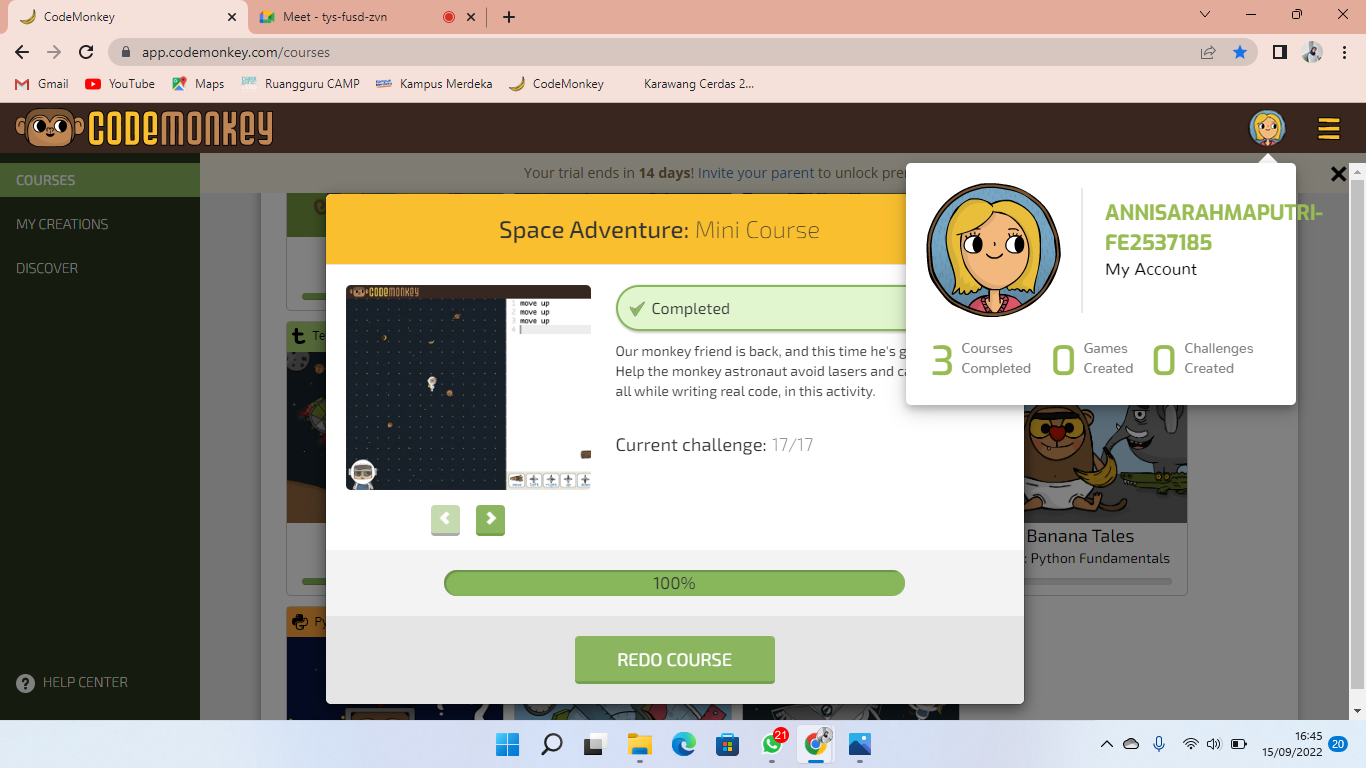 CodeMonkey
Meet - tys-fusd-zvn
app.codemonkey.com/courses
Gmail
YouTube
Maps
Ruangguru CAMP
Kampus Merdeka
CodeMonkey
Karawang Cerdas 2...
CODEMONKEY
COURSES
MY CREATIONS
DISCOVER
HELP CENTER
Your trial ends in 14 days! Invite your parent to unlock pre
ANNISARAHMAPUTRI-
FE2537185
My Account
3 Courses Completed
0 Games Created
0 Challenges Created
Space Adventure: Mini Course
CODEMONKEY
1 move up
2 move up
3 move up
4
Completed
Our monkey friend is back, and this time he's g
Help the monkey astronaut avoid lasers and ca
all while writing real code, in this activity.
Current challenge: 17/17
100%
REDO COURSE
t Te
Py
Banana Tales
: Python Fundamentals
21
16:45
15/09/2022
20